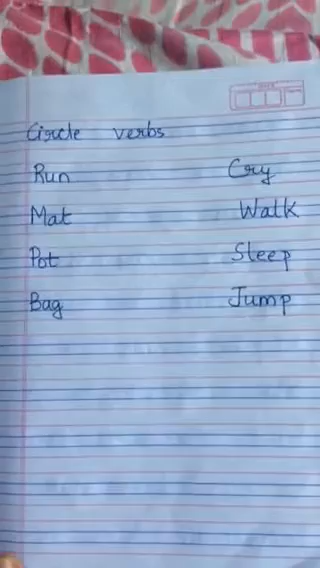 Circle verbs
Run Cry
Mat Walk
Pot Sleep
Bag Jump